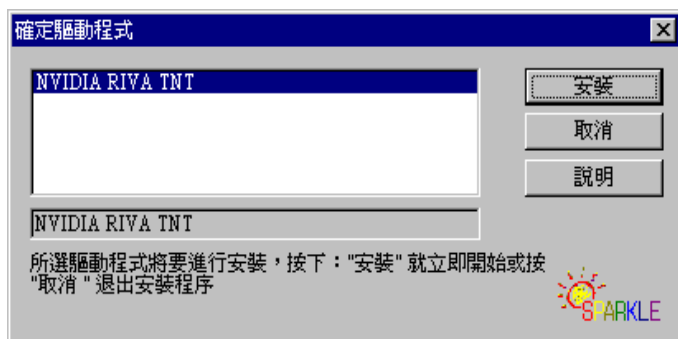 確定驅動程式
NVIDIA RIVA TNT
安裝
取消
說明
NVIDIA RIVA TNT
所選驅動程式將要進行安裝，按下："安裝" 就立即開始或按
"取消 " 退出安裝程序
SPARKLE